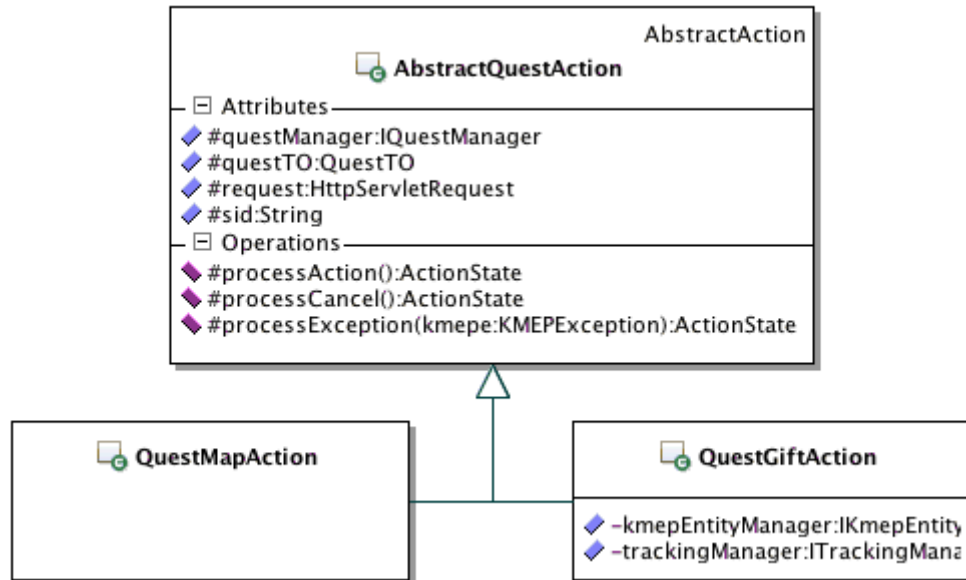 AbstractAction
AbstractQuestAction
Attributes
#questManager:IQuestManager
#questTO:QuestTO
#request:HttpServletRequest
#sid:String
Operations
#processAction():ActionState
#processCancel():ActionState
#processException(kmepe:KMEPException):ActionState
QuestMapAction
QuestGiftAction
-kmepEntityManager:IKmepEntity
-trackingManager:ITrackingMana